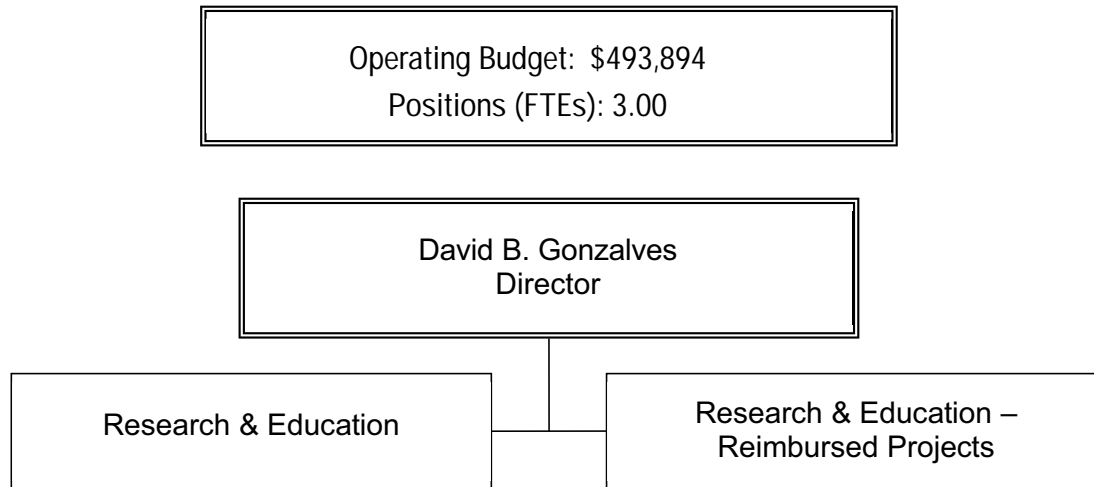 Operating Budget:  $493,894
Positions (FTEs): 3.00
David B. Gonzalves
Director
Research & Education
Research & Education –
Reimbursed Projects